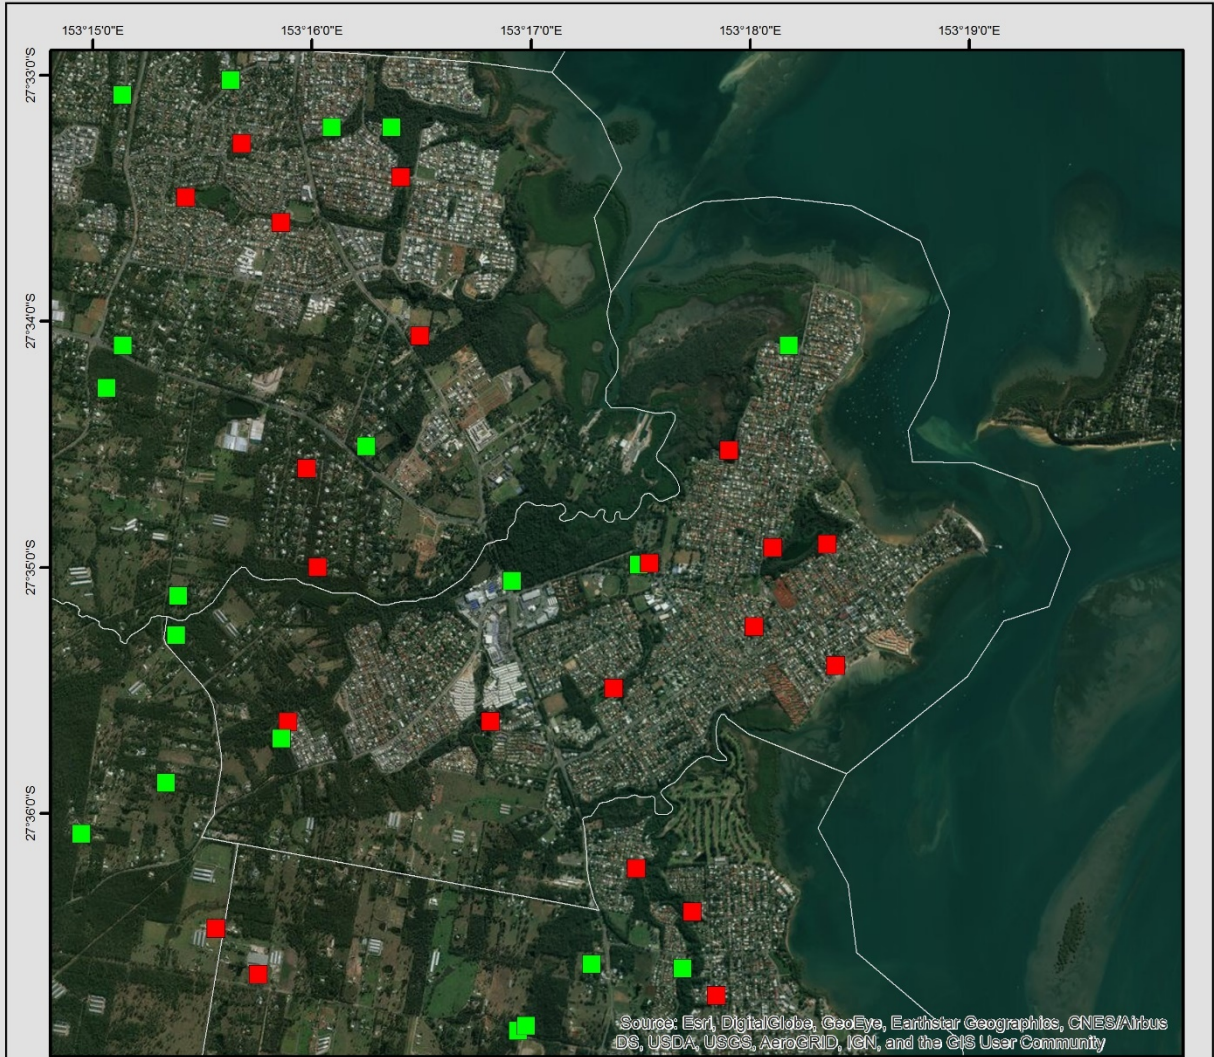 153°15'0"E 153°16'0"E 153°17'0"E 153°18'0"E 153°19'0"E
27°33'0"S
27°34'0"S
27°35'0"S
27°36'0"S
Source: Esri, DigitalGlobe, GeoEye, Earthstar Geographics, CNES/Airbus
DS, USDA, USGS, AeroGRID, IGN, and the GIS User Community